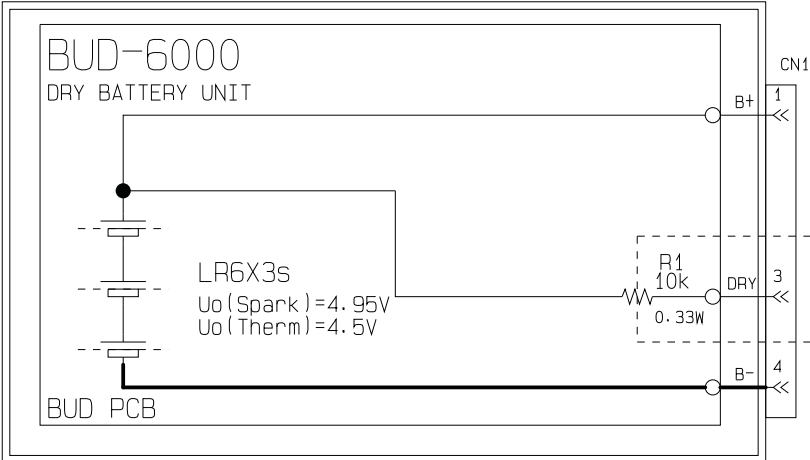 BUD-6000
DRY BATTERY UNIT
CN1
B+
1
LR6X3s
Uo(Spark)=4.95V
Uo(Therm)=4.5V
R1
10k
0.33W
DRY
3
B-
4
BUD PCB